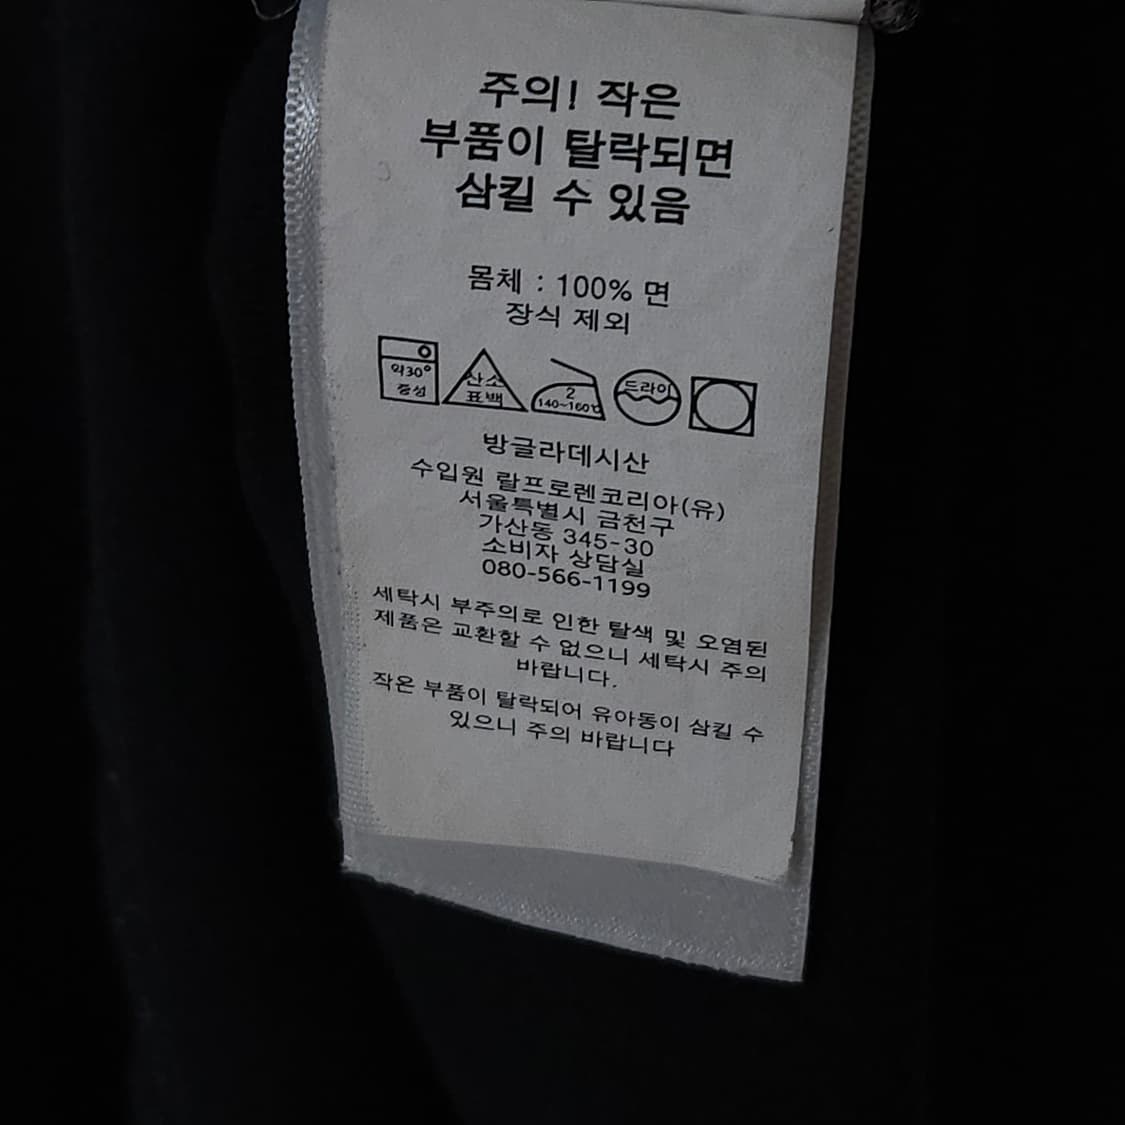 주의! 작은
부품이 탈락되면
삼킬 수 있음
몸체 : 100% 면
장식 제외
약30°
중성
산소
표백
2
140~160℃
드라이
방글라데시산
수입원 랄프로렌코리아(유)
서울특별시 금천구
가산동 345-30
소비자 상담실
080-566-1199
세탁시 부주의로 인한 탈색 및 오염된
제품은 교환할 수 없으니 세탁시 주의
바랍니다.
작은 부품이 탈락되어 유아동이 삼킬 수
있으니 주의 바랍니다